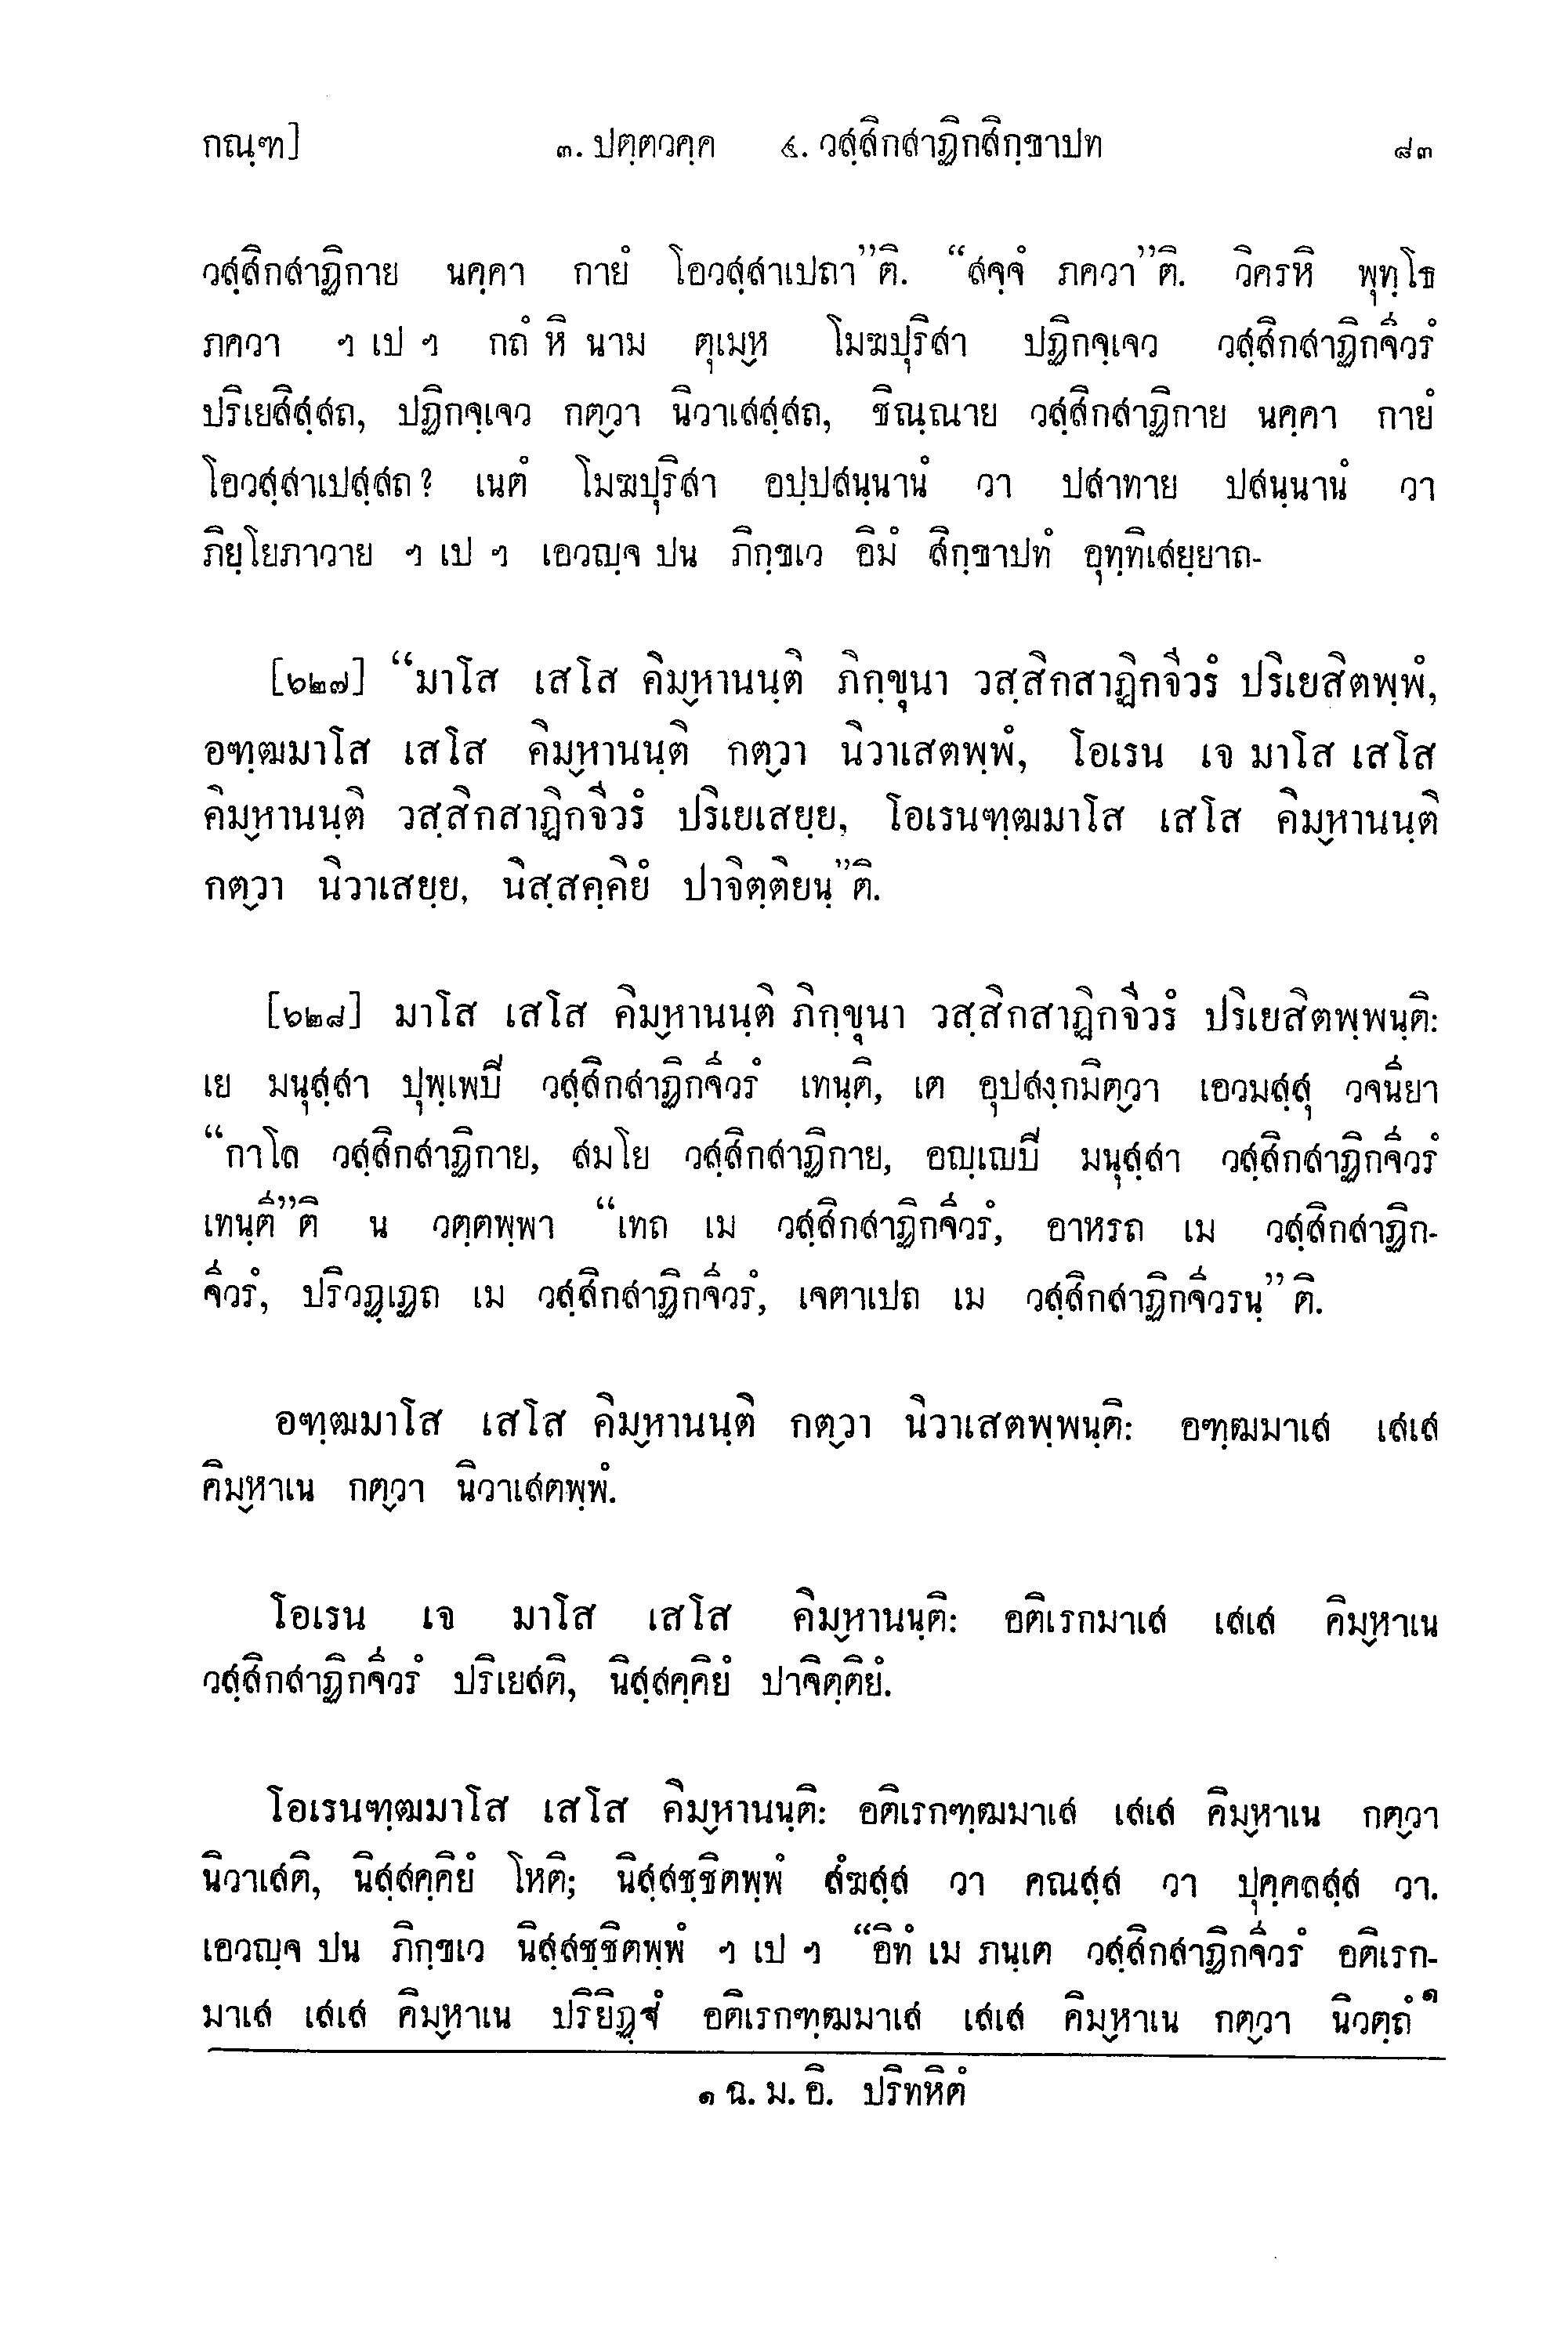 กณฺฑ] ๓. ปตฺตวคฺค ๔. วสฺสิกสาฏิกสิกฺขาปท ๘๓
วสฺสิกสาฏิกาย นคฺคา กายํ โอวสฺสาเปถา”ติ. “สจฺจํ ภควา”ติ. วิครหิ พุทฺโธ
ภควา ฯ เป ฯ กถํ หิ นาม ตุเมฺห โมฆปุริสา ปฏิกจฺเจว วสฺสิกสาฏิกจีวรํ
ปริเยสิสฺสถ, ปฏิกจฺเจว กตฺวา นิวาเสสฺสถ, ชิณฺณาย วสฺสิกสาฏิกาย นคฺคา กายํ
โอวสฺสาเปสฺสถ? เนตํ โมฆปุริสา อปฺปสนฺนานํ วา ปสาทาย ปสนฺนานํ วา
ภิยฺโยภาวาย ฯ เป ฯ เอวญฺจ ปน ภิกฺขเว อิมํ สิกฺขาปทํ อุทฺทิเสยฺยาถ-
[๖๒๗] “มาโส เสโส คิมฺหานนฺติ ภิกฺขุนา วสฺสิกสาฏิกจีวรํ ปริเยสิตพฺพํ,
อฑฺฒมาโส เสโส คิมฺหานนฺติ กตฺวา นิวาเสตพฺพํ, โอเรน เจ มาโส เสโส
คิมฺหานนฺติ วสฺสิกสาฏิกจีวรํ ปริเยเสยฺย, โอเรนฑฺฒมาโส เสโส คิมฺหานนฺติ
กตฺวา นิวาเสยฺย, นิสฺสคฺคิยํ ปาจิตฺติยนฺ”ติ.
[๖๒๘] มาโส เสโส คิมฺหานนฺติ ภิกฺขุนา วสฺสิกสาฏิกจีวรํ ปริเยสิตพฺพนฺติ:
เย มนุสฺสา ปุพฺเพปี วสฺสิกสาฏิกจีวรํ เทนฺติ, เต อุปสงฺกมิตฺวา เอวมสฺสุ วจนียา
“กาโล วสฺสิกสาฏิกาย, สมโย วสฺสิกสาฏิกาย, อญฺเญปี มนุสฺสา วสฺสิกสาฏิกจีวรํ
เทนฺตี”ติ น วตฺตพฺพา “เทถ เม วสฺสิกสาฏิกจีวรํ, อาหรถ เม วสฺสิกสาฏิก-
จีวรํ, ปริวฏฺเฏถ เม วสฺสิกสาฏิกจีวรํ, เจตาเปถ เม วสฺสิกสาฏิกจีวรนฺ”ติ.
อฑฺฒมาโส เสโส คิมฺหานนฺติ กตฺวา นิวาเสตพฺพนฺติ: อฑฺฒมาเส เสเส
คิมฺหาเน กตฺวา นิวาเสตพฺพํ.
โอเรน เจ มาโส เสโส คิมฺหานนฺติ: อติเรกมาเส เสเส คิมฺหาเน
วสฺสิกสาฏิกจีวรํ ปริเยสติ, นิสฺสคฺคิยํ ปาจิตฺติยํ.
โอเรนฑฺฒมาโส เสโส คิมฺหานนฺติ: อติเรกฑฺฒมาเส เสเส คิมฺหาเน กตฺวา
นิวาเสติ, นิสฺสคฺคิยํ โหติ; นิสฺสชฺชิตพฺพํ สํฆสฺส วา คณสฺส วา ปุคฺคลสฺส วา.
เอวญฺจ ปน ภิกฺขเว นิสฺสชฺชิตพฺพํ ฯ เป ฯ “อิทํ เม ภนฺเต วสฺสิกสาฏิกจีวรํ อติเรก-
มาเส เสเส คิมฺหาเน ปริยิฏฺฐํ อติเรกฑฺฒมาเส เสเส คิมฺหาเน กตฺวา นิวตฺถํ๑
๑ ฉ. ม. อิ. ปริทหิตํ